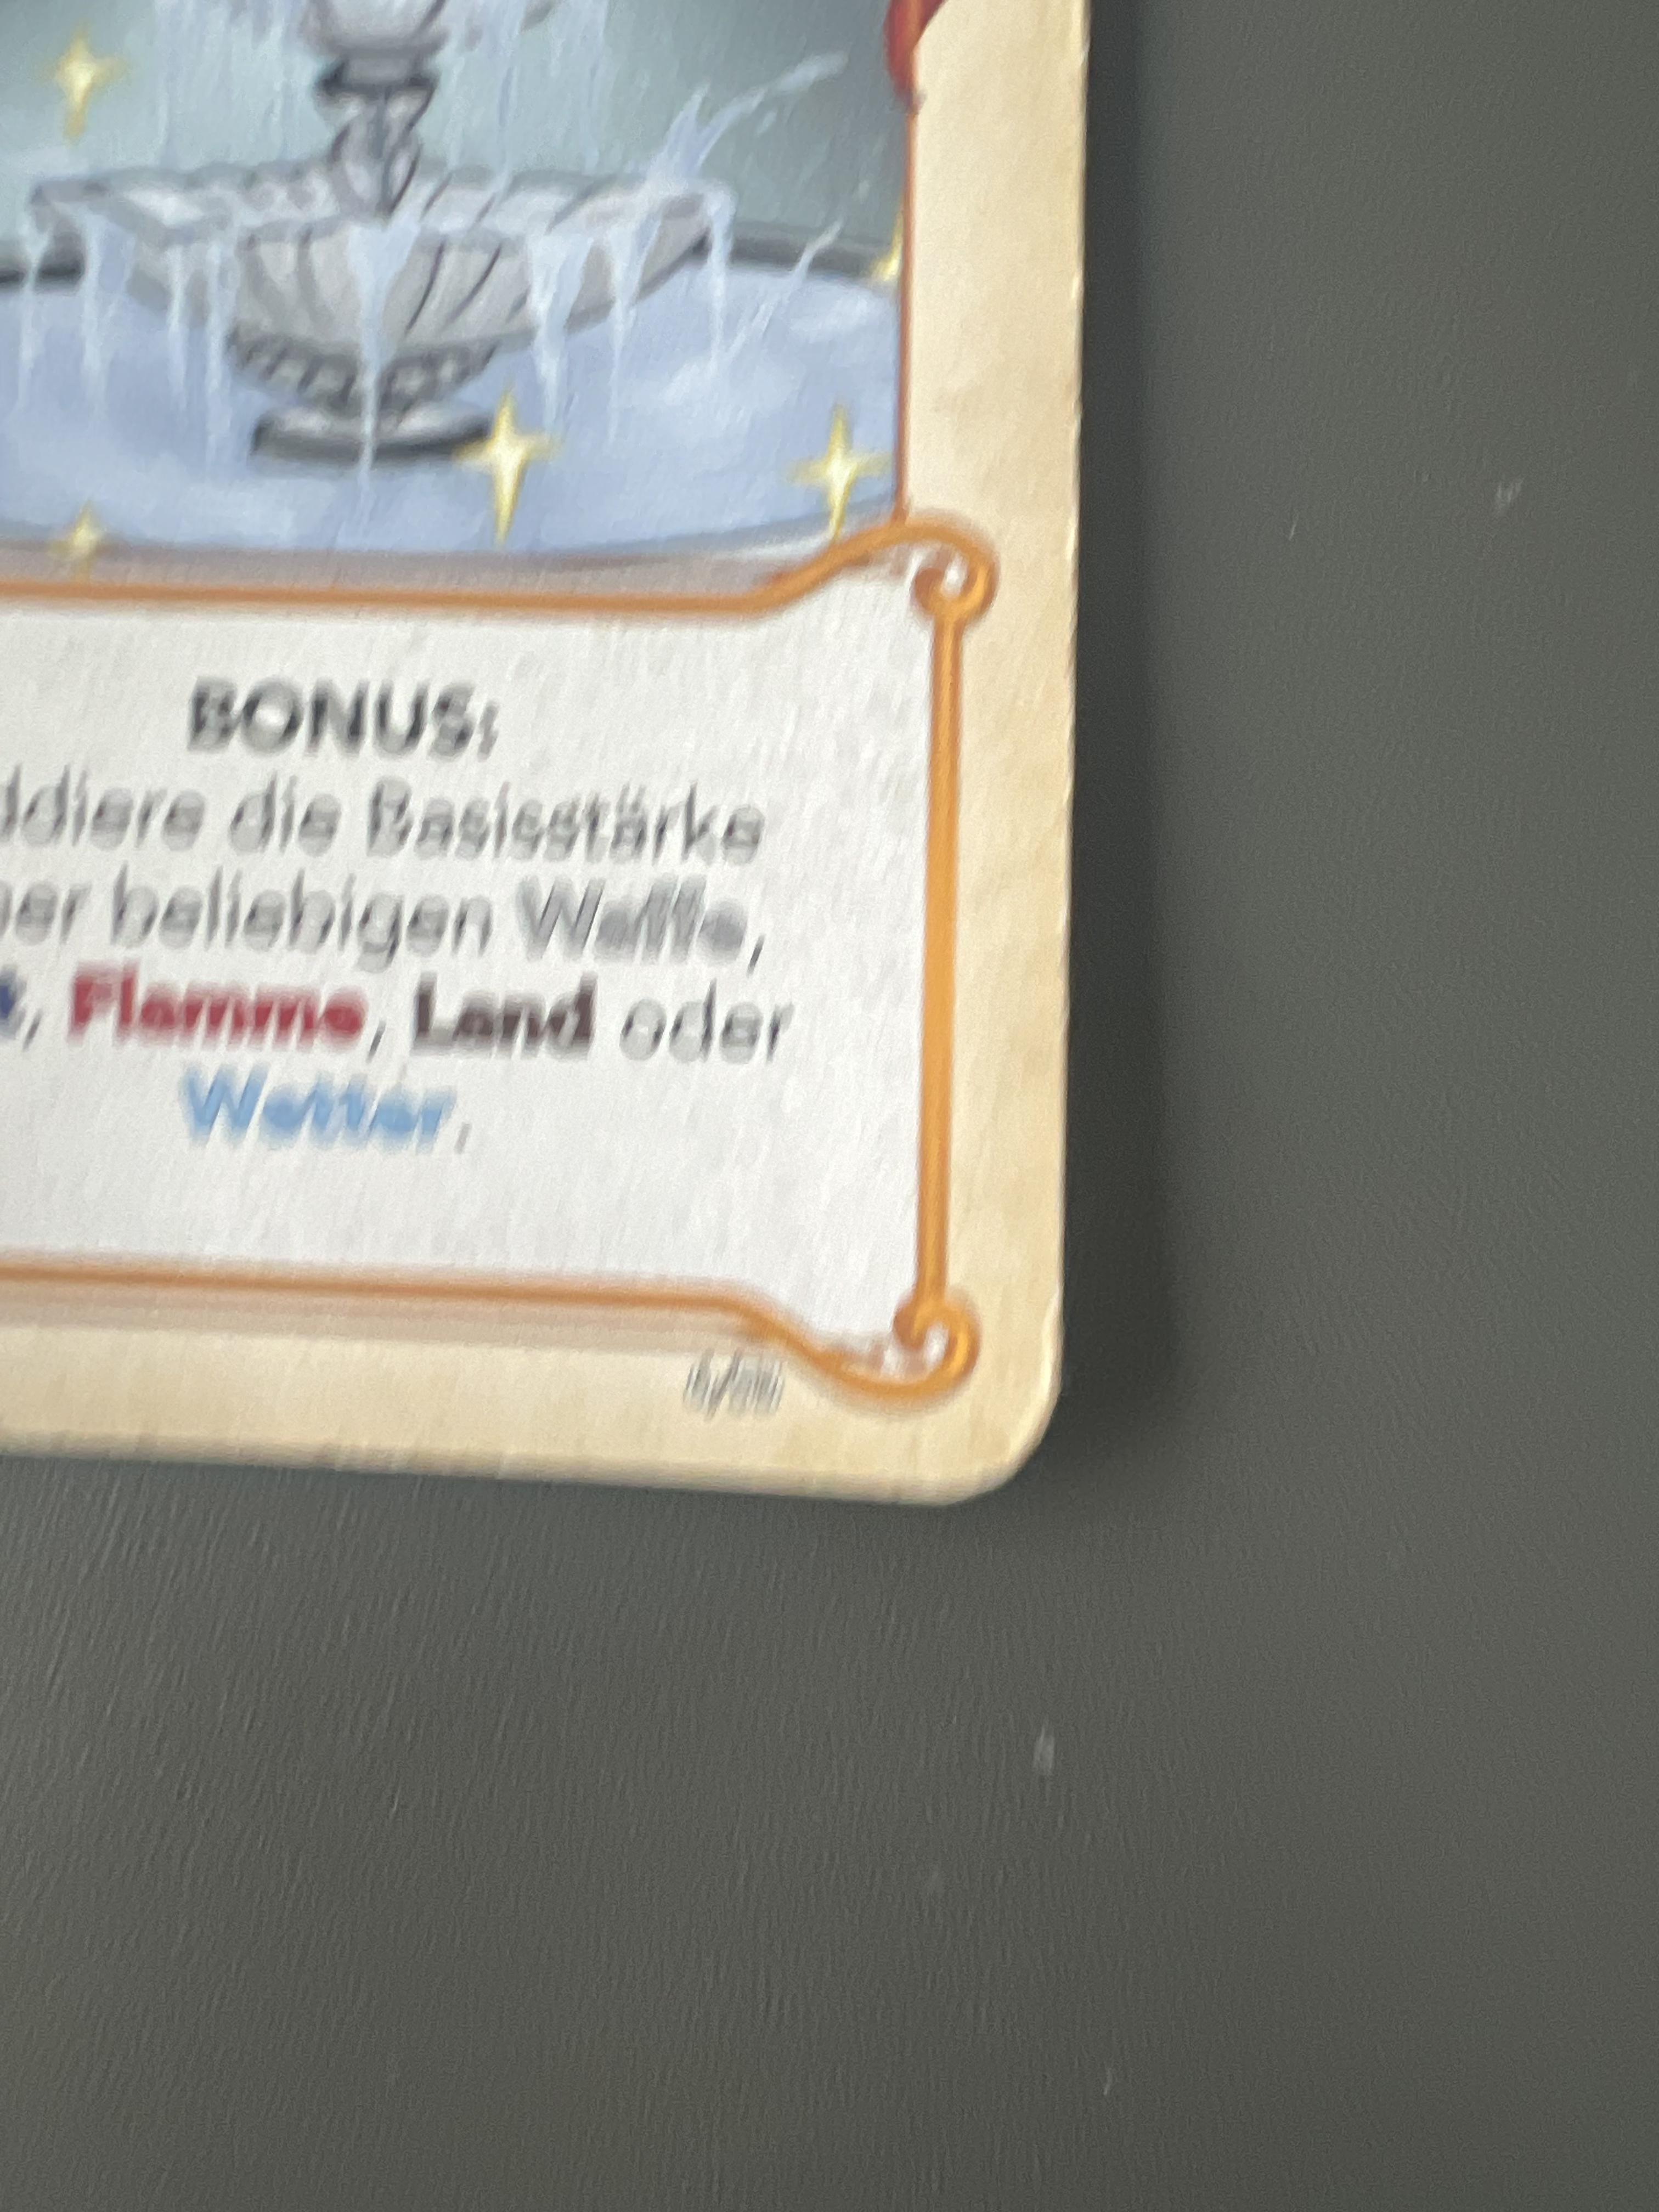 BONUS:
ddiere die Basisstärke
ner beliebigen Waffe,
t, Flamme, Land oder
Wetter.